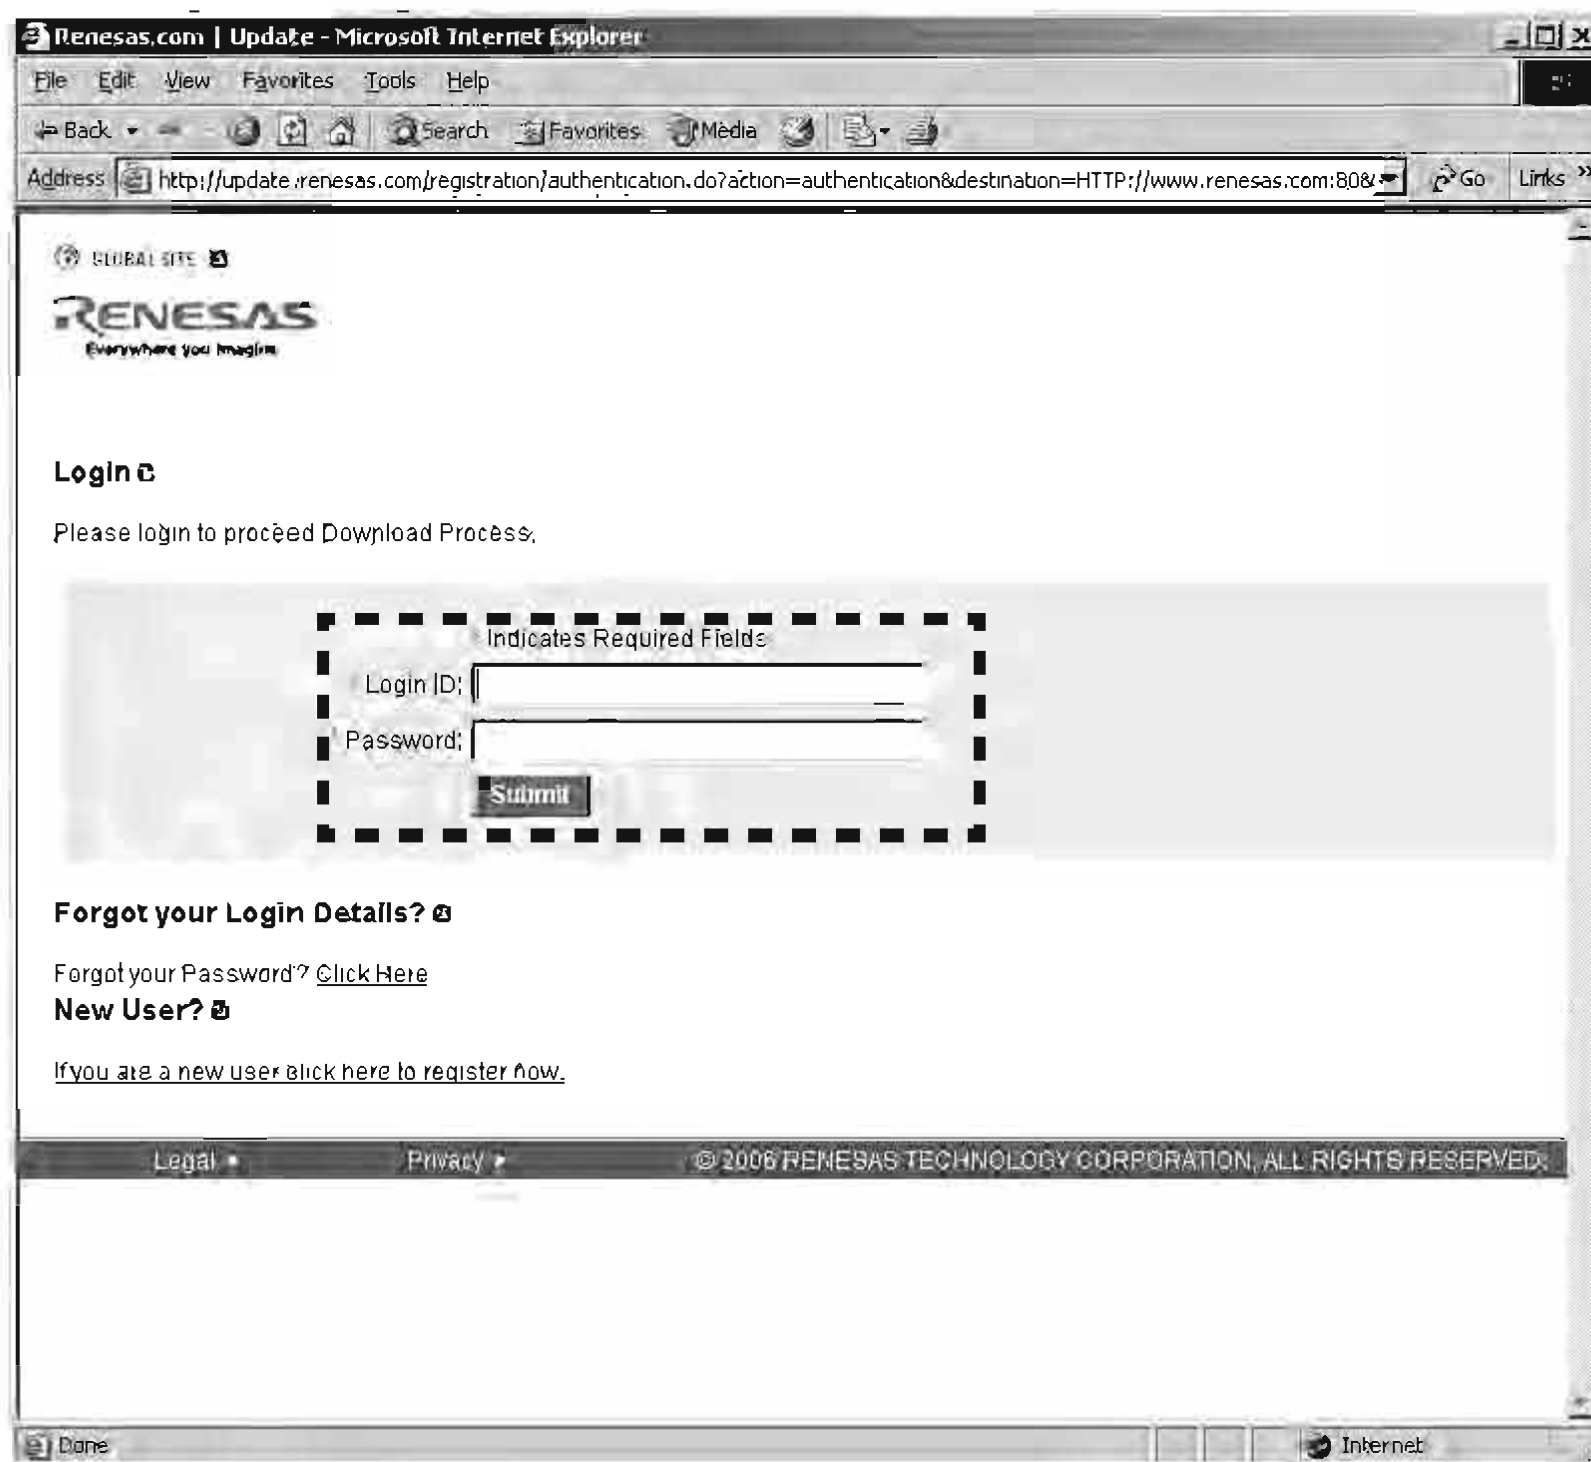 Renesas.com | Update - Microsoft Internet Explorer
File Edit View Favorites Tools Help
Back Search Favorites Media
Address http://update.renesas.com/registration/authentication.do?action=authentication&destination=HTTP://www.renesas.com:80& Go Links »
GLOBAL SITE
RENESAS
Everywhere you imagine
Login
Please login to proceed Download Process.
* Indicates Required Fields
* Login ID:
* Password:
Submit
Forgot your Login Details?
Forgot your Password? Click Here
New User?
If you are a new user click here to register now.
Legal Privacy © 2006 RENESAS TECHNOLOGY CORPORATION, ALL RIGHTS RESERVED.
Done Internet